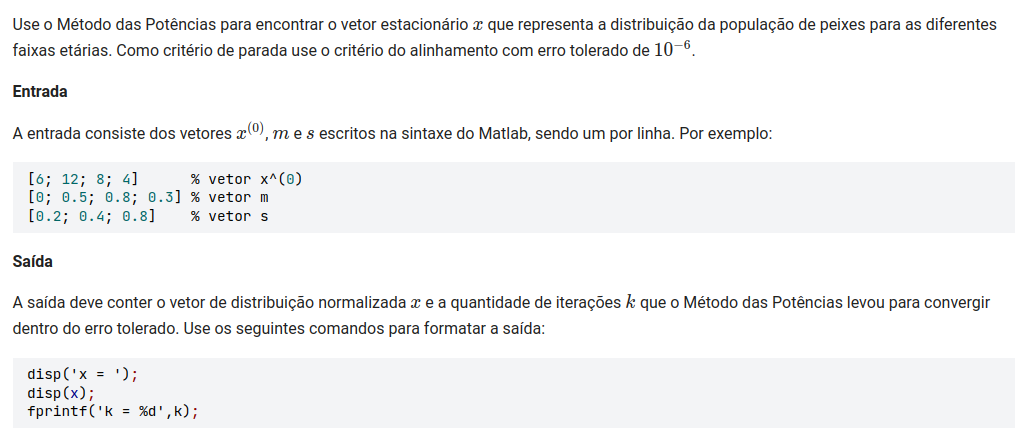 Use o Método das Potências para encontrar o vetor estacionário x que representa a distribuição da população de peixes para as diferentes
faixas etárias. Como critério de parada use o critério do alinhamento com erro tolerado de 10⁻⁶.
Entrada
A entrada consiste dos vetores x⁽⁰⁾, m e s escritos na sintaxe do Matlab, sendo um por linha. Por exemplo:
[6; 12; 8; 4]      % vetor x^(0)
[0; 0.5; 0.8; 0.3] % vetor m
[0.2; 0.4; 0.8]    % vetor s
Saída
A saída deve conter o vetor de distribuição normalizada x e a quantidade de iterações k que o Método das Potências levou para convergir
dentro do erro tolerado. Use os seguintes comandos para formatar a saída:
disp('x = ');
disp(x);
fprintf('k = %d',k);